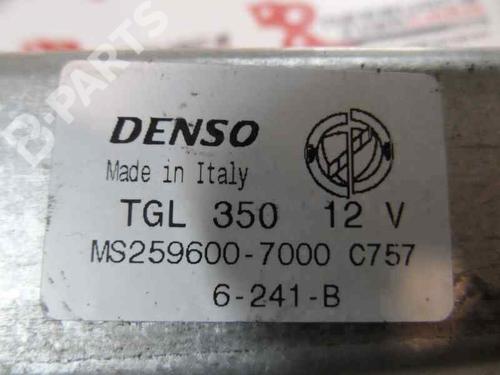 B-PARTS
DENSO
Made in Italy
TGL 350 12 V
MS259600-7000 C757
6-241-B